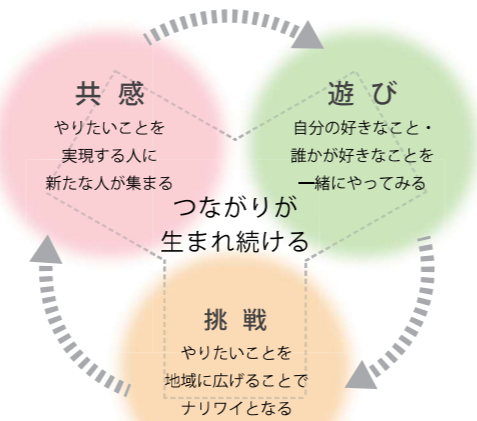 共感
やりたいことを
実現する人に
新たな人が集まる
遊び
自分の好きなこと・
誰かが好きなことを
一緒にやってみる
つながりが
生まれ続ける
挑戦
やりたいことを
地域に広げることで
ナリワイとなる